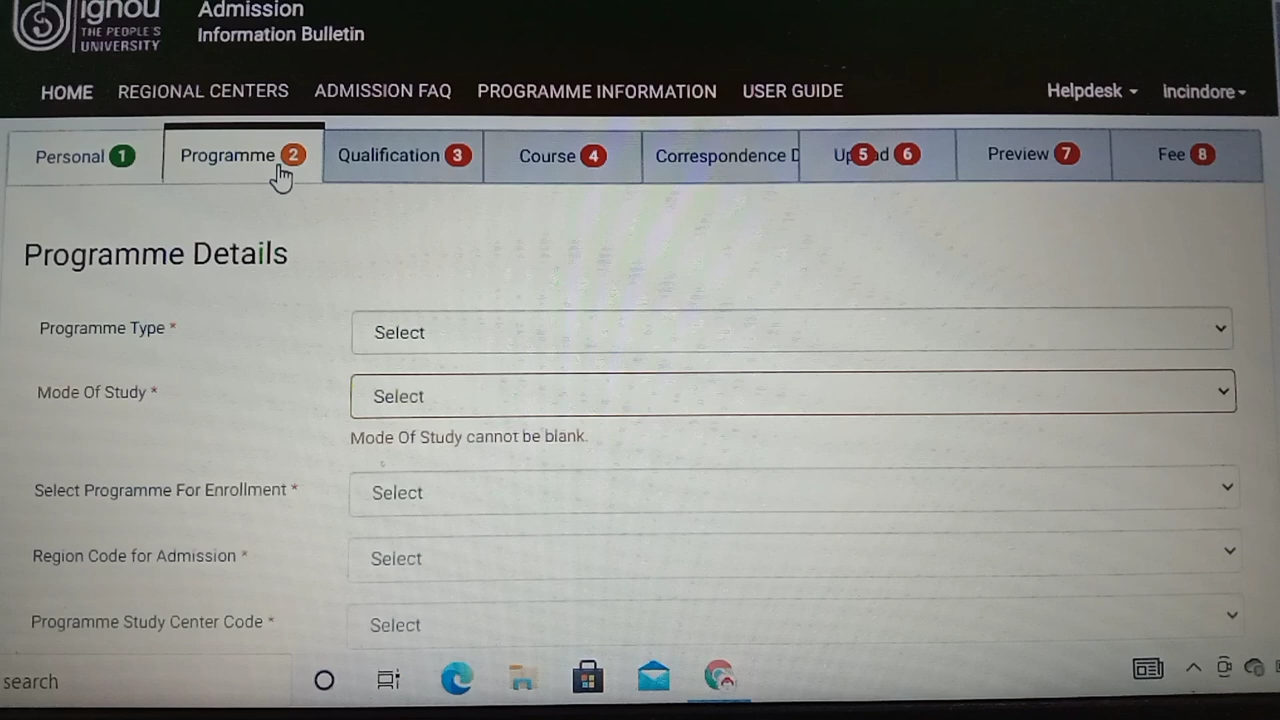 ignou
THE PEOPLE'S
UNIVERSITY
Admission
Information Bulletin
HOME REGIONAL CENTERS ADMISSION FAQ PROGRAMME INFORMATION USER GUIDE Helpdesk Incindore
Personal 1 Programme 2 Qualification 3 Course 4 Correspondence D 5 Up ad 6 Preview 7 Fee 8
Programme Details
Programme Type * Select
Mode Of Study * Select
Mode Of Study cannot be blank.
Select Programme For Enrollment * Select
Region Code for Admission * Select
Programme Study Center Code * Select
search